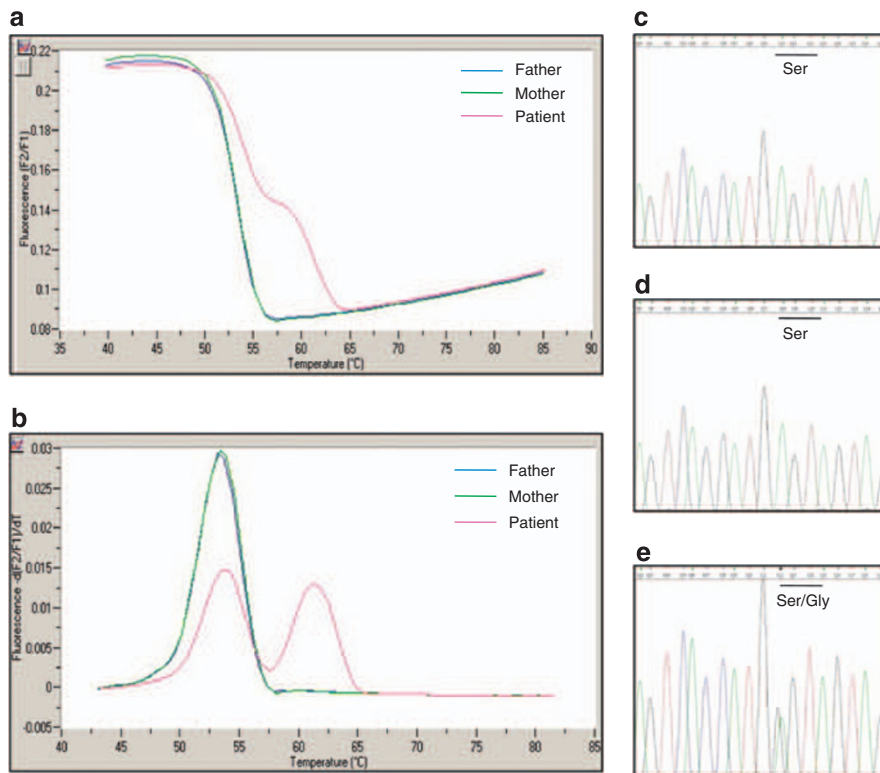 a
0.22
0.2
0.18
0.16
0.14
0.12
0.1
0.08
Fluorescence (F2/F1)
Father
Mother
Patient
35 40 45 50 55 60 65 70 75 80 85 90
Temperature (°C)
b
0.03
0.025
0.02
0.015
0.01
0.005
0
-0.005
Fluorescence -d(F2/F1)/dT
Father
Mother
Patient
40 45 50 55 60 65 70 75 80 85
Temperature (°C)
c
Ser
d
Ser
e
Ser/Gly